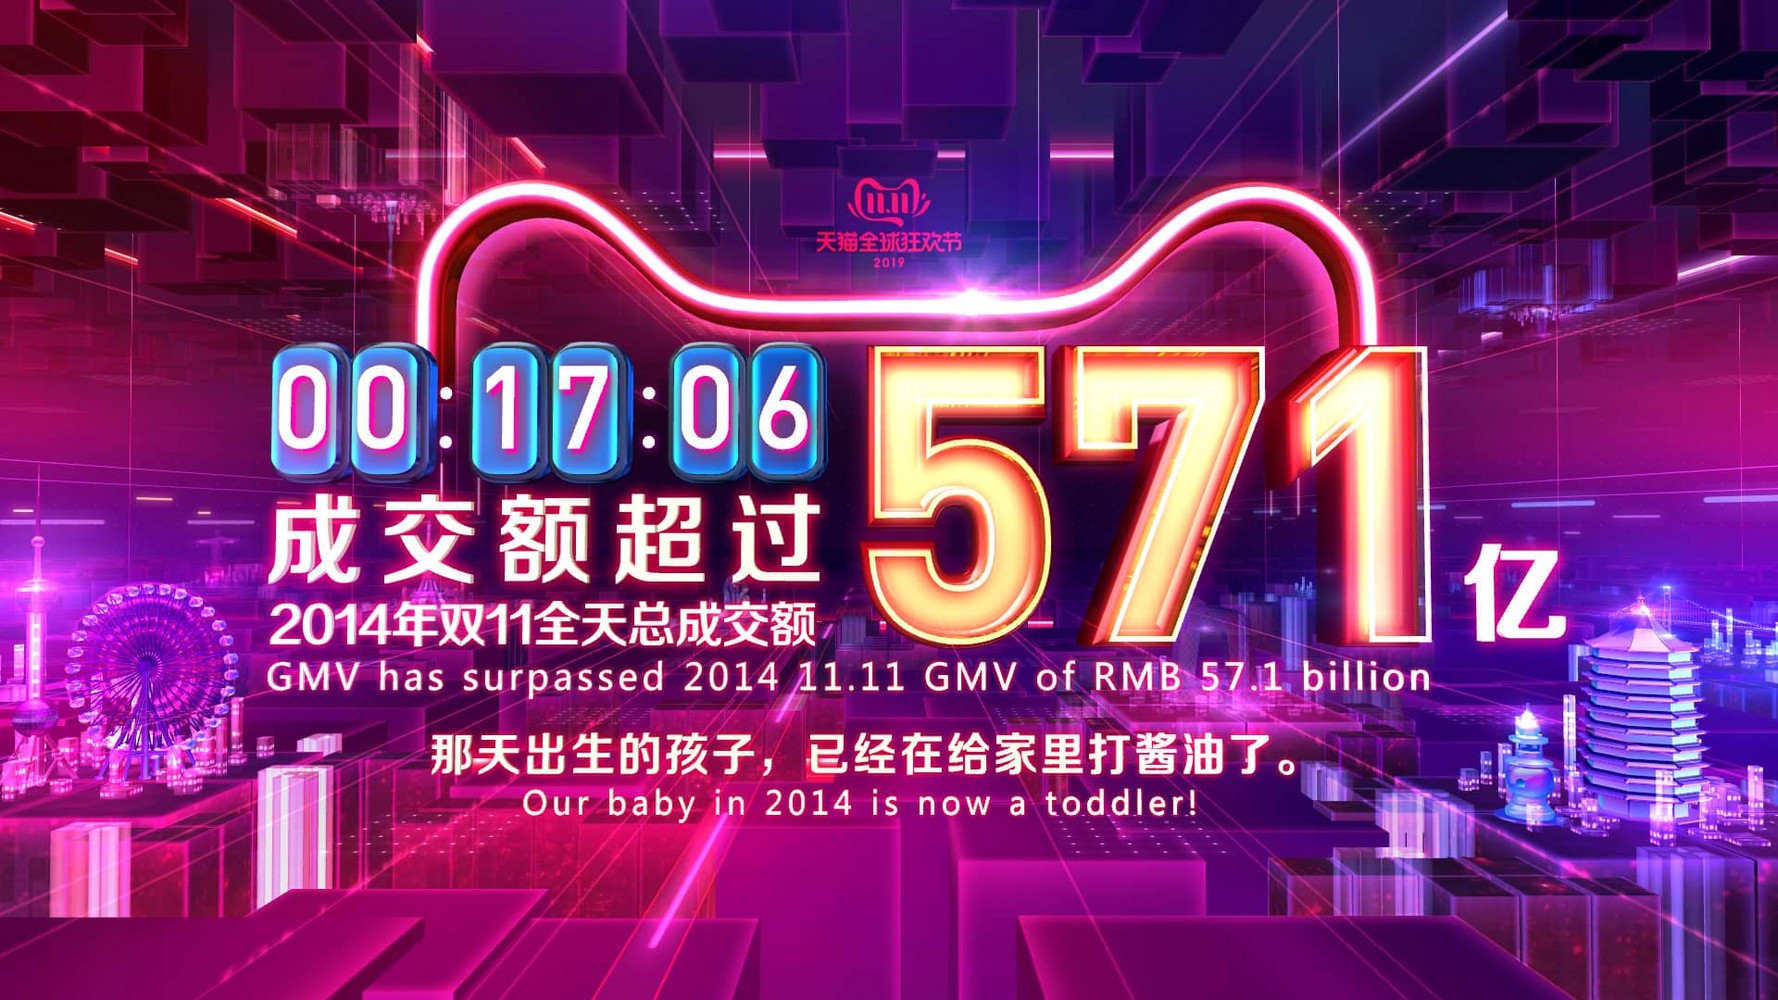 11.11
天猫全球狂欢节
2019
00:17:06
成交额超过
571亿
2014年双11全天总成交额
GMV has surpassed 2014 11.11 GMV of RMB 57.1 billion
那天出生的孩子，已经在给家里打酱油了。
Our baby in 2014 is now a toddler!